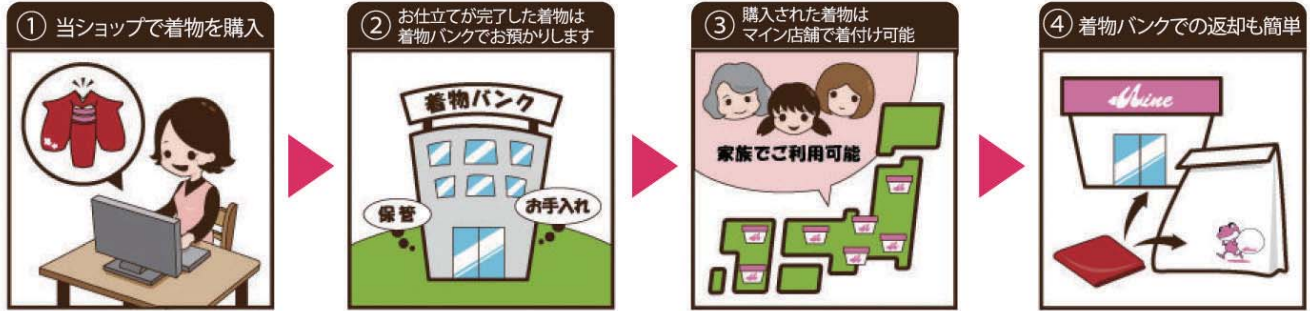 ① 当ショップで着物を購入
② お仕立てが完了した着物は
着物バンクでお預かりします
着物バンク
保管
お手入れ
③ 購入された着物は
マイン店舗で着付け可能
家族でご利用可能
④ 着物バンクでの返却も簡単
Mine